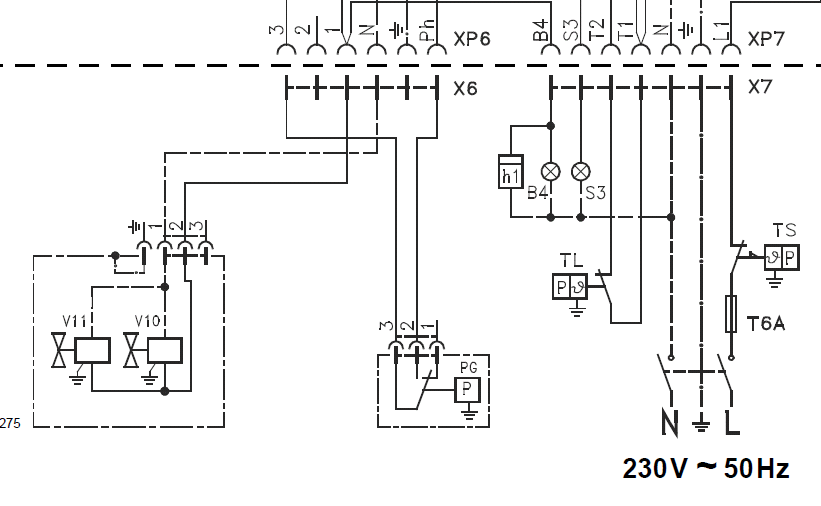 3 2 1 N Ph XP6
B4 S3 T2 T1 N L1 XP7
X6
X7
h1
B4
S3
1 2 3
TS
ϑ P
TL
P ϑ
V11
V10
T6A
3 2 1
PG
P
275
N
L
230V ~ 50Hz